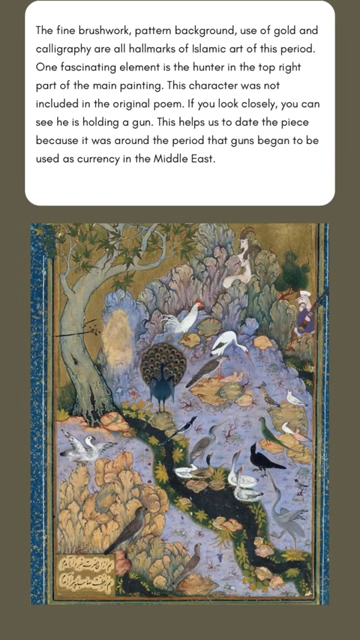 The fine brushwork, pattern background, use of gold and
calligraphy are all hallmarks of Islamic art of this period.
One fascinating element is the hunter in the top right
part of the main painting. This character was not
included in the original poem. If you look closely, you can
see he is holding a gun. This helps us to date the piece
because it was around the period that guns began to be
used as currency in the Middle East.